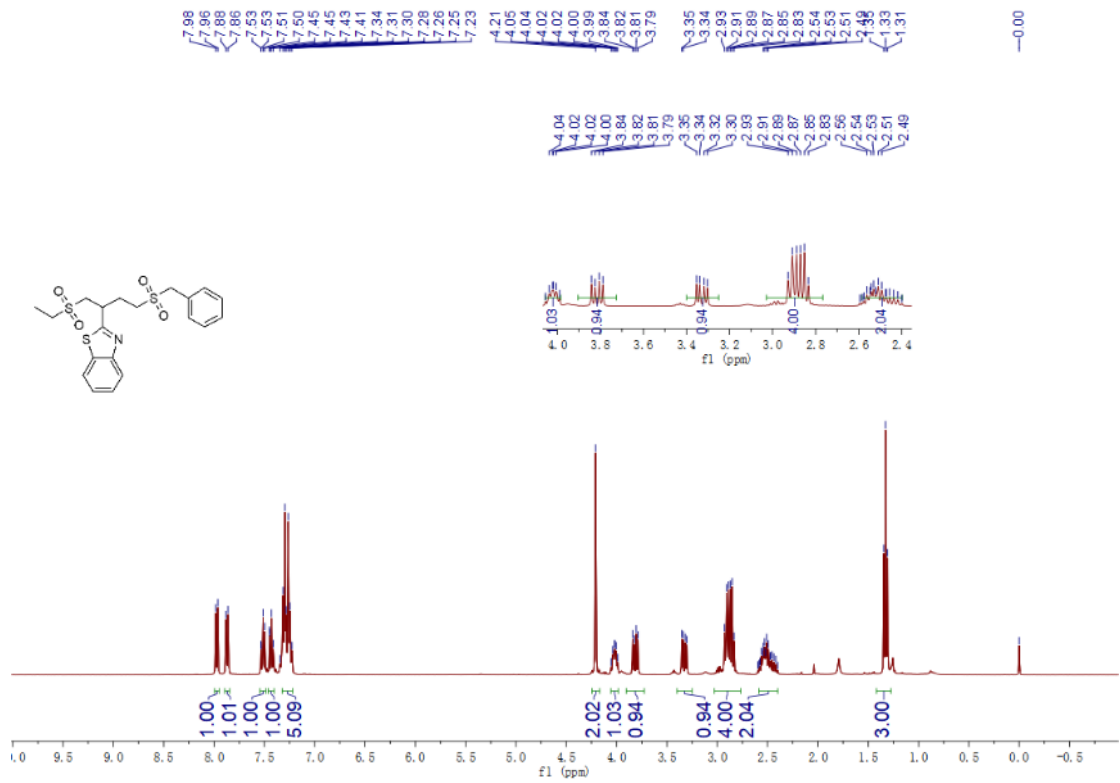 7.98 7.96 7.88 7.86 7.53 7.53 7.51 7.50 7.45 7.45 7.43 7.41 7.34 7.31 7.30 7.28 7.26 7.25 7.23 4.21 4.05 4.04 4.02 4.02 4.00 3.99 3.84 3.82 3.81 3.79 3.35 3.34 2.93 2.91 2.89 2.87 2.85 2.83 2.54 2.53 2.51 2.49 1.35 1.33 1.31 0.00
4.04 4.02 4.02 4.00 3.84 3.82 3.81 3.79 3.35 3.34 3.32 3.30 2.93 2.91 2.89 2.87 2.85 2.83 2.56 2.54 2.53 2.51 2.49
O
S
O
O
S
O
S
N
1.03 0.94 0.94 4.00 2.04
4.0 3.8 3.6 3.4 3.2 3.0 2.8 2.6 2.4
f1 (ppm)
1.00 1.01 1.00 1.00 5.09 2.02 1.03 0.94 0.94 4.00 2.04 3.00
.0 9.5 9.0 8.5 8.0 7.5 7.0 6.5 6.0 5.5 5.0 4.5 4.0 3.5 3.0 2.5 2.0 1.5 1.0 0.5 0.0 -0.5
f1 (ppm)